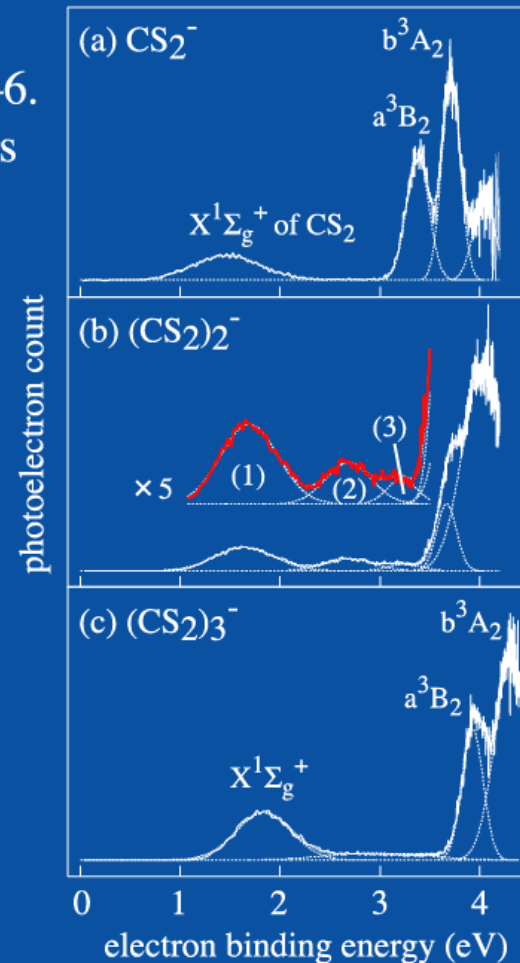 -6.
s
(a) CS₂⁻
b³A₂
a³B₂
X¹Σg⁺ of CS₂
photoelectron count
(b) (CS₂)₂⁻
(3)
×5
(1)
(2)
(c) (CS₂)₃⁻
b³A₂
a³B₂
X¹Σg⁺
0 1 2 3 4
electron binding energy (eV)